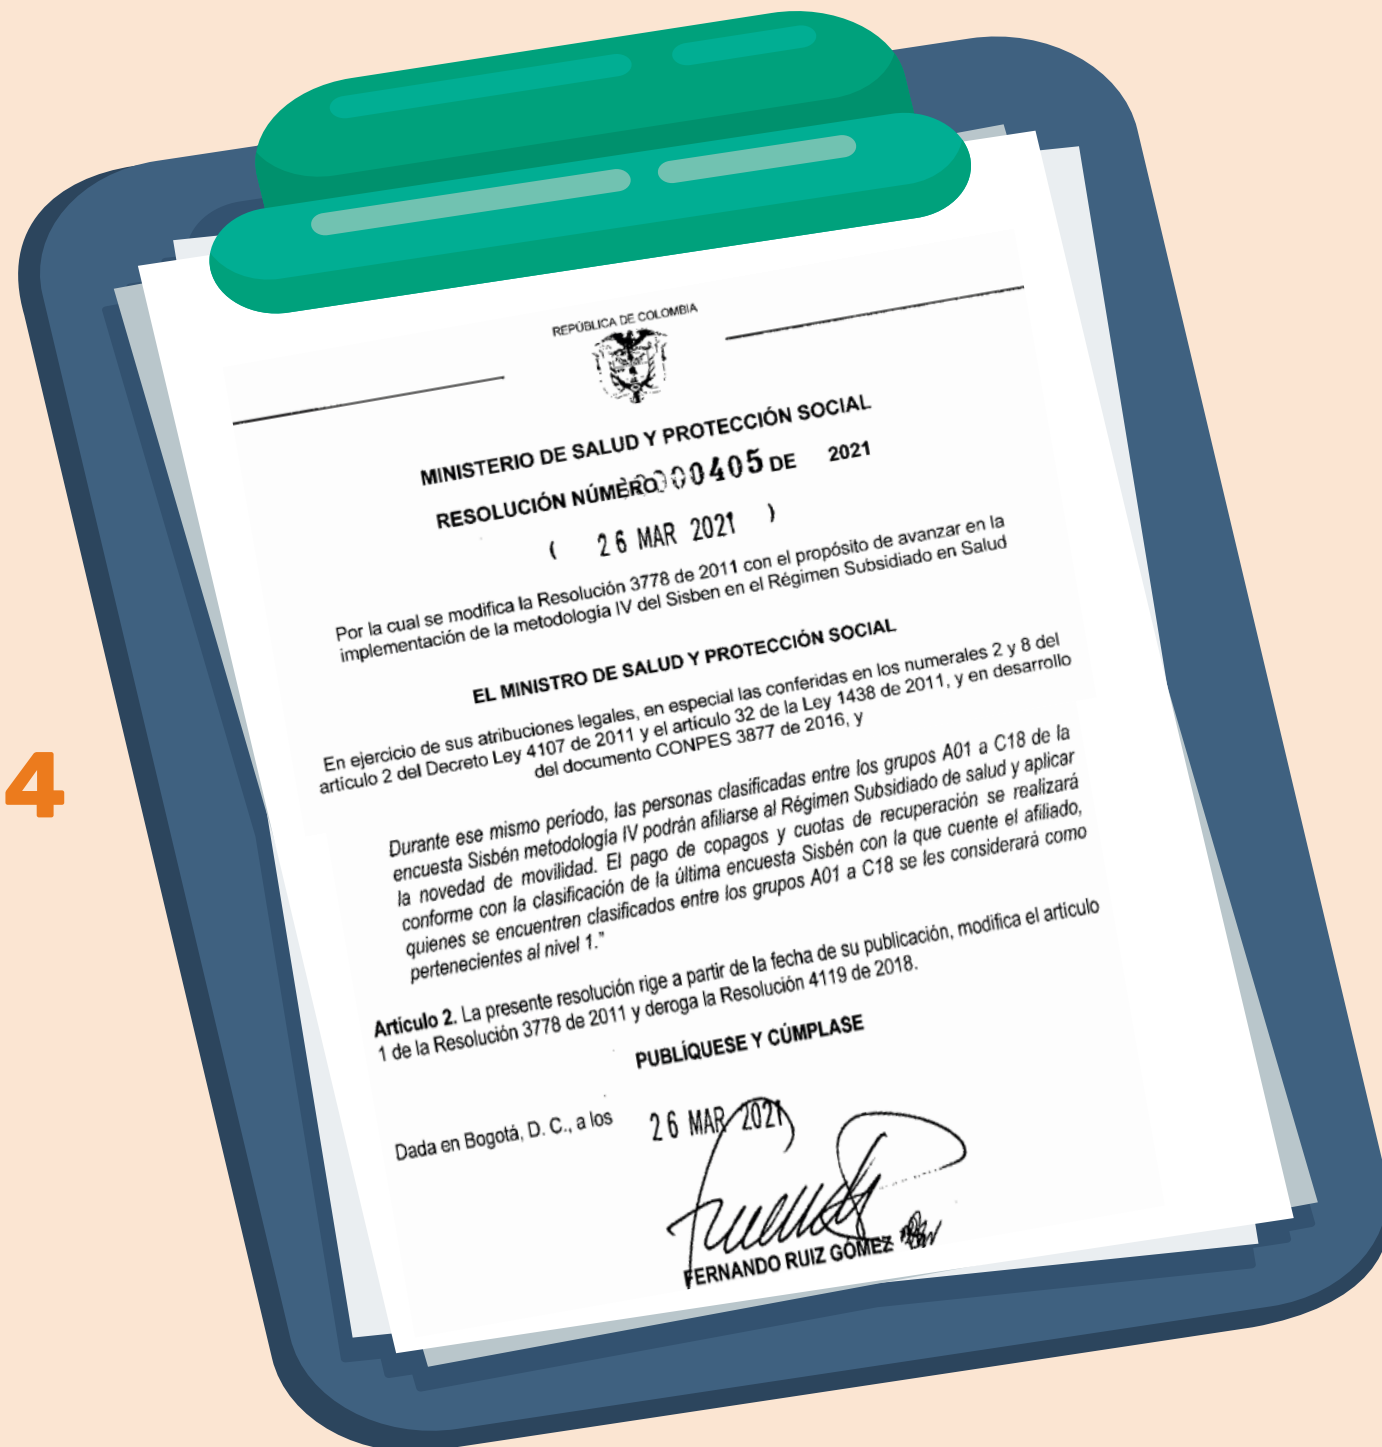 REPÚBLICA DE COLOMBIA
MINISTERIO DE SALUD Y PROTECCIÓN SOCIAL
RESOLUCIÓN NÚMERO 0000405 DE 2021
( 26 MAR 2021 )
Por la cual se modifica la Resolución 3778 de 2011 con el propósito de avanzar en la
implementación de la metodología IV del Sisben en el Régimen Subsidiado en Salud
EL MINISTRO DE SALUD Y PROTECCIÓN SOCIAL
En ejercicio de sus atribuciones legales, en especial las conferidas en los numerales 2 y 8 del
artículo 2 del Decreto Ley 4107 de 2011 y el artículo 32 de la Ley 1438 de 2011, y en desarrollo
del documento CONPES 3877 de 2016, y
Durante ese mismo período, las personas clasificadas entre los grupos A01 a C18 de la
encuesta Sisbén metodología IV podrán afiliarse al Régimen Subsidiado de salud y aplicar
la novedad de movilidad. El pago de copagos y cuotas de recuperación se realizará
conforme con la clasificación de la última encuesta Sisbén con la que cuente el afiliado,
quienes se encuentren clasificados entre los grupos A01 a C18 se les considerará como
pertenecientes al nivel 1."
Artículo 2. La presente resolución rige a partir de la fecha de su publicación, modifica el artículo
1 de la Resolución 3778 de 2011 y deroga la Resolución 4119 de 2018.
PUBLÍQUESE Y CÚMPLASE
Dada en Bogotá, D. C., a los 26 MAR 2021
FERNANDO RUIZ GÓMEZ
4